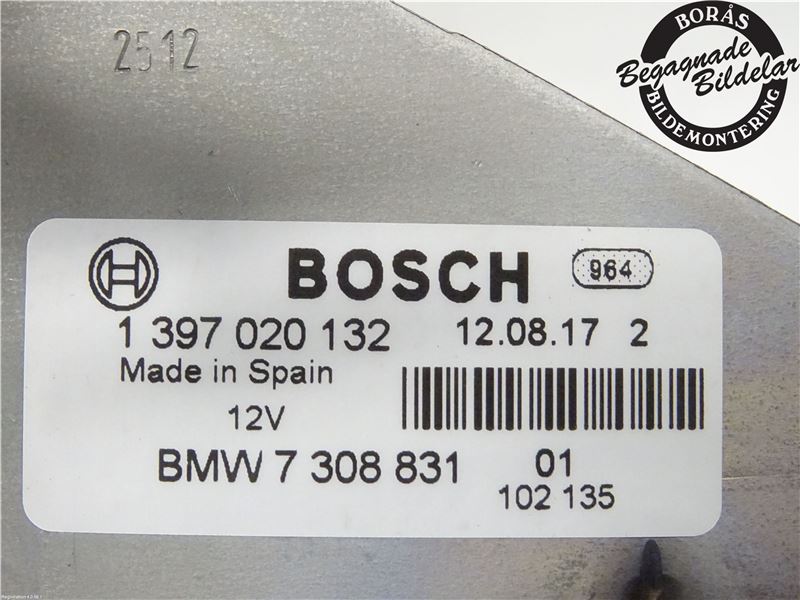 2512
BORÅS
Begagnade
Bildelar
BILDEMONTERING
BOSCH
964
1 397 020 132
12.08.17 2
Made in Spain
12V
BMW 7 308 831
01
102 135